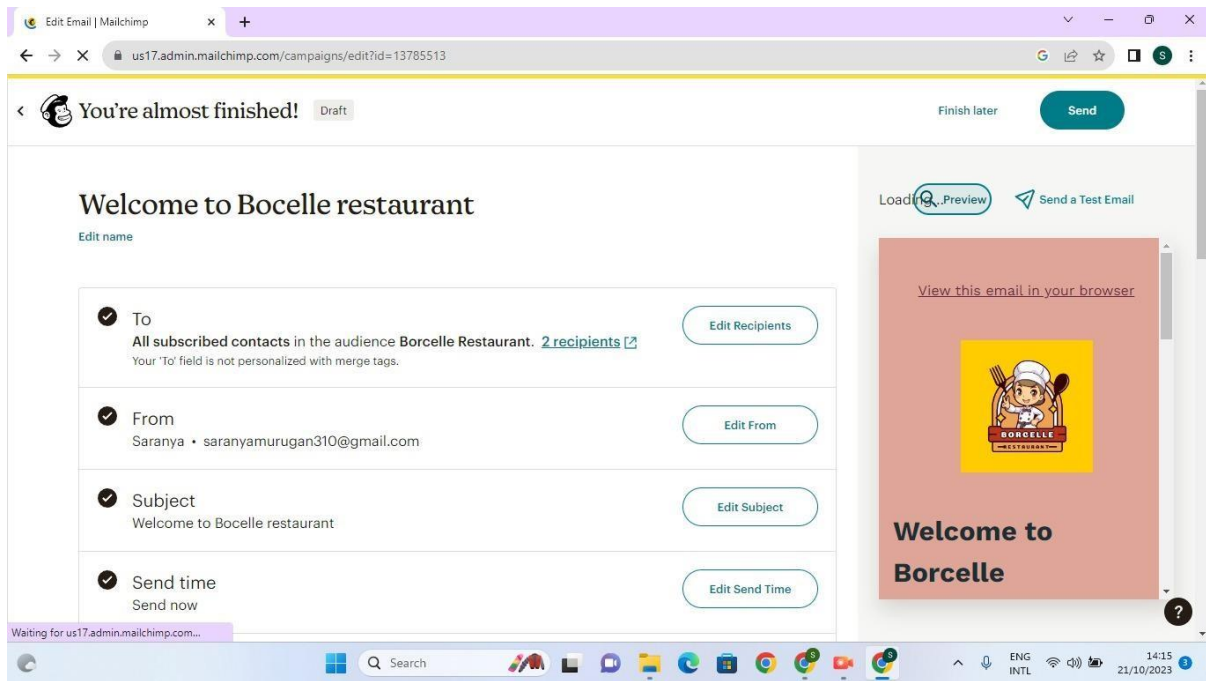 Edit Email | Mailchimp
us17.admin.mailchimp.com/campaigns/edit?id=13785513
G
S
You're almost finished!
Draft
Finish later
Send
Welcome to Bocelle restaurant
Edit name
Loading...
Preview
Send a Test Email
To
All subscribed contacts in the audience Borcelle Restaurant. 2 recipients
Your 'To' field is not personalized with merge tags.
Edit Recipients
From
Saranya • saranyamurugan310@gmail.com
Edit From
Subject
Welcome to Bocelle restaurant
Edit Subject
Send time
Send now
Edit Send Time
View this email in your browser
BORCELLE
RESTAURANT
Welcome to
Borcelle
?
Waiting for us17.admin.mailchimp.com...
Search
S
S
ENG
INTL
14:15
21/10/2023
3